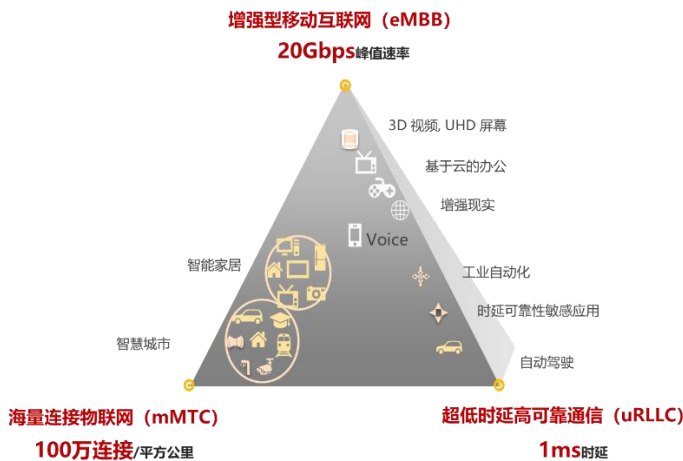 增强型移动互联网（eMBB）
20Gbps峰值速率
3D 视频, UHD 屏幕
基于云的办公
增强现实
Voice
智能家居
工业自动化
时延可靠性敏感应用
智慧城市
自动驾驶
海量连接物联网（mMTC）
100万连接/平方公里
超低时延高可靠通信（uRLLC）
1ms时延